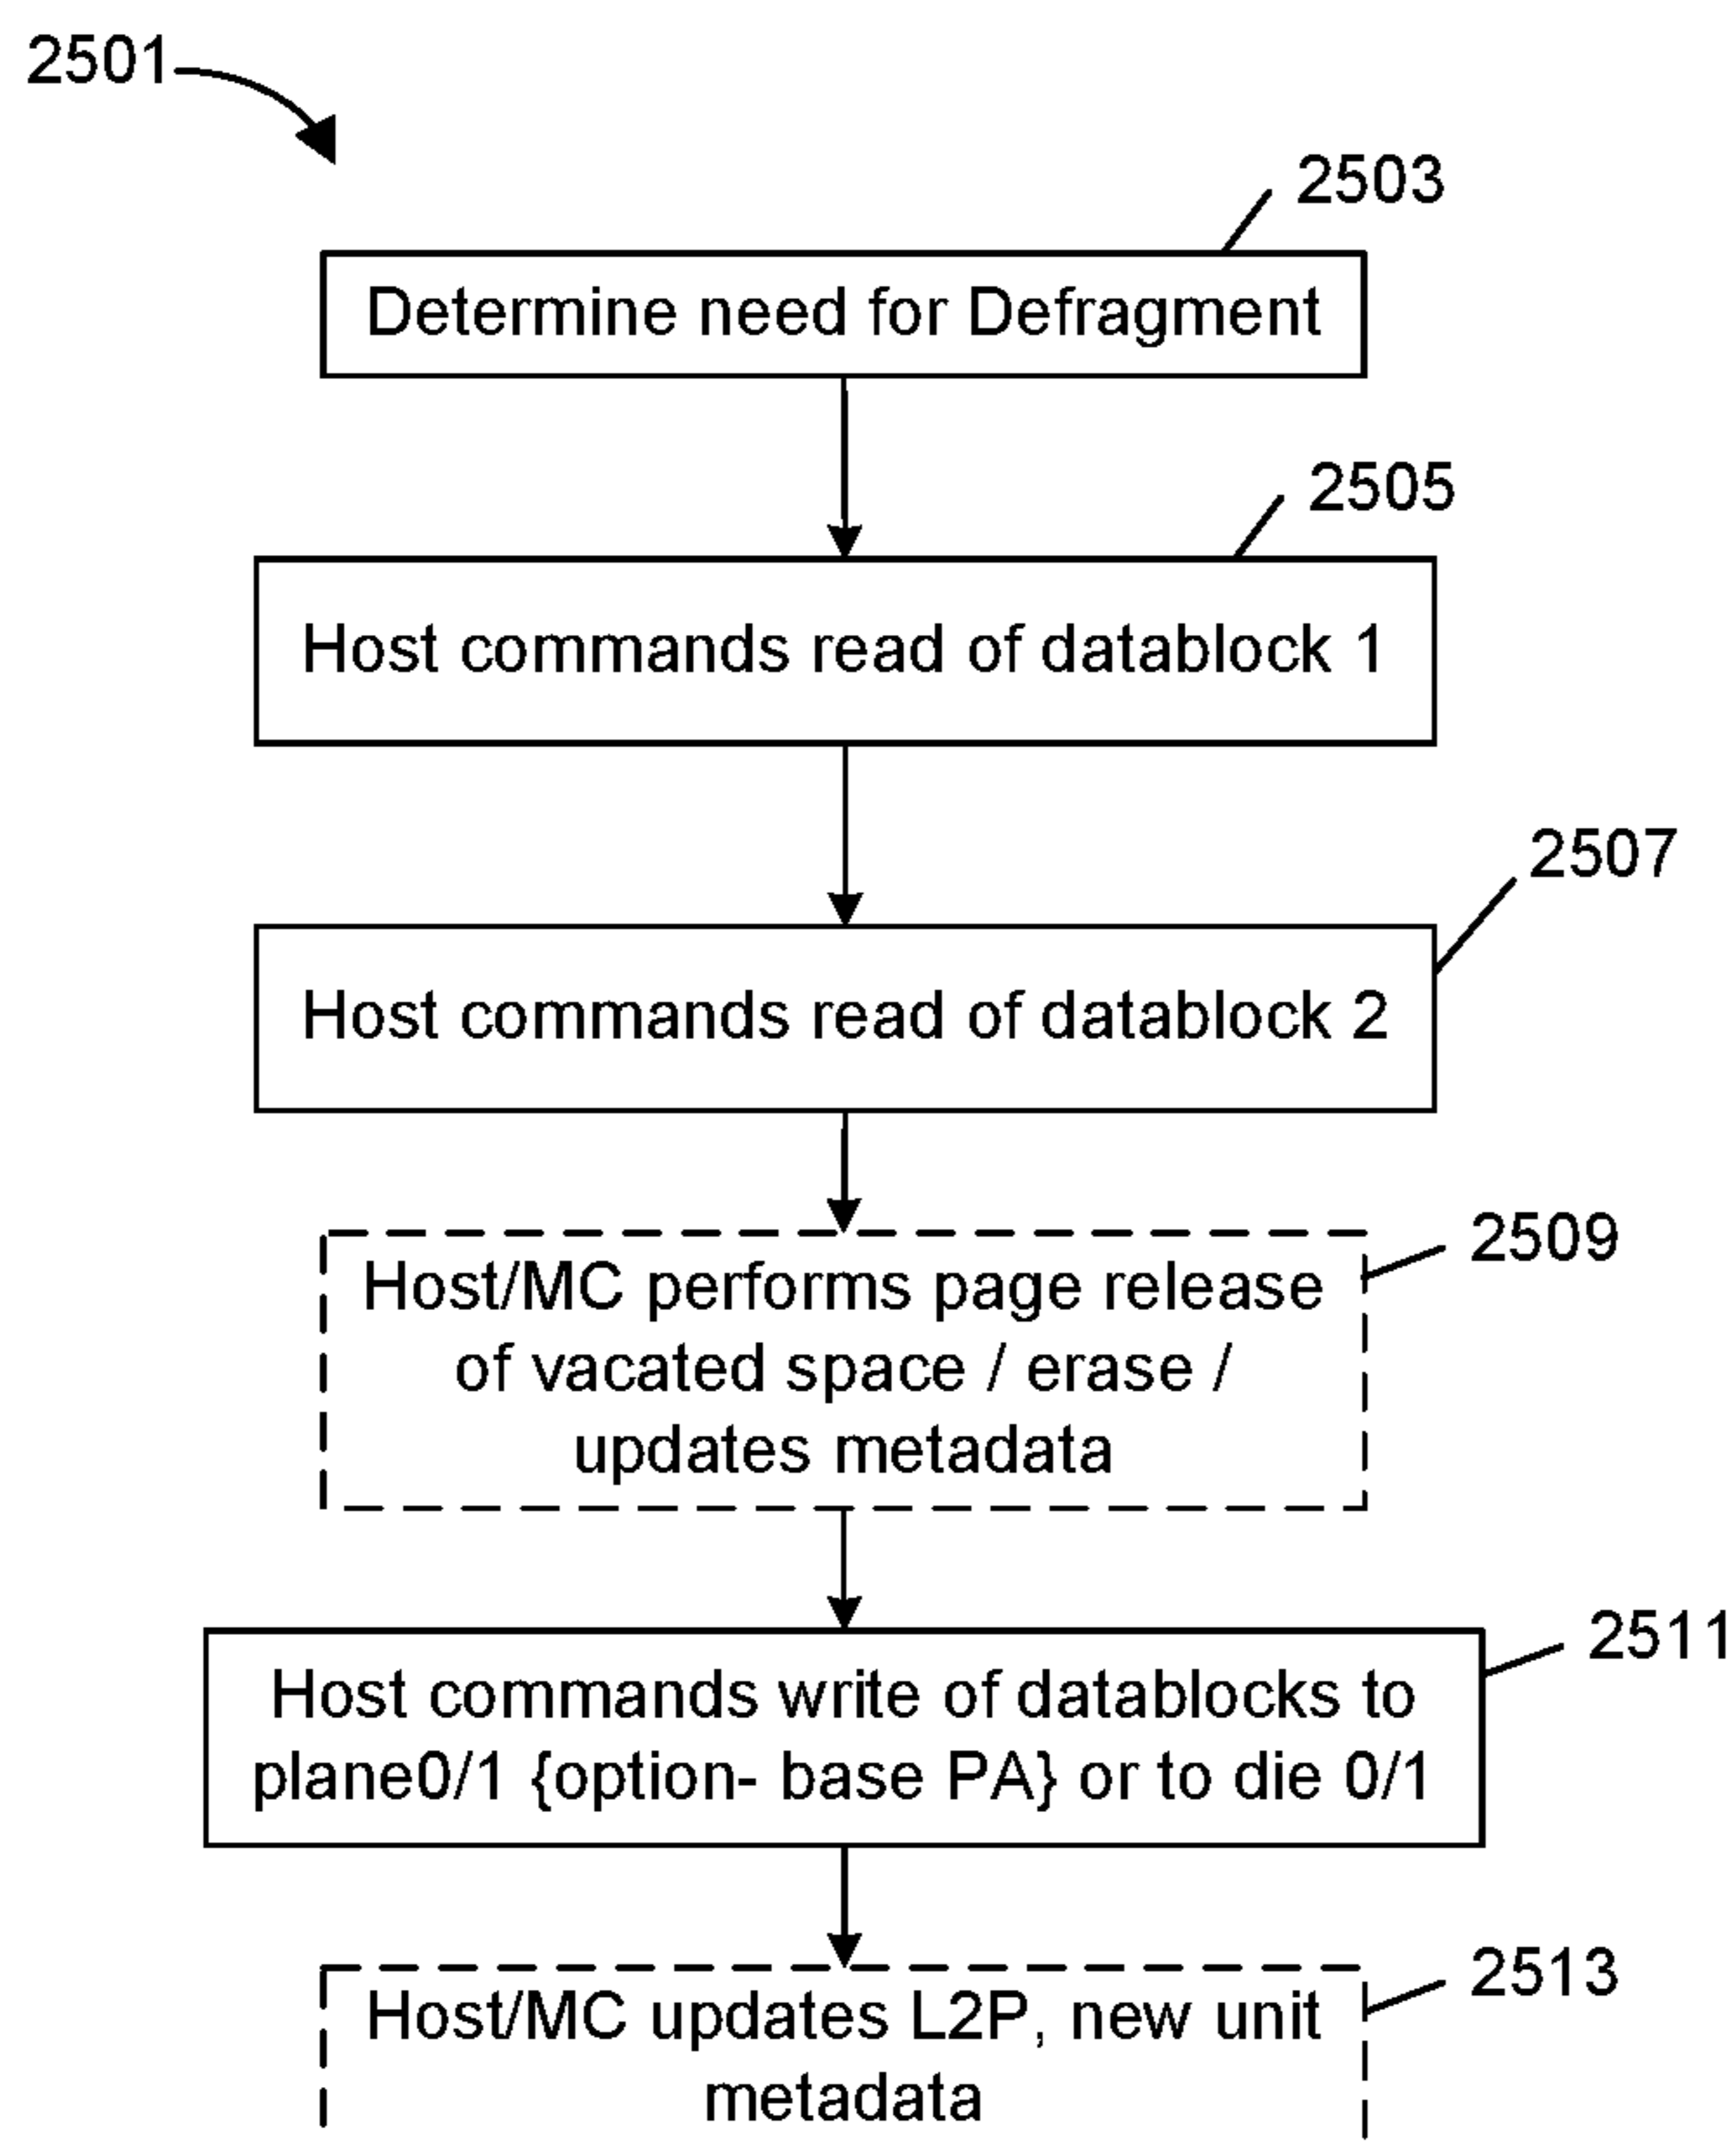 2501
2503
Determine need for Defragment
2505
Host commands read of datablock 1
2507
Host commands read of datablock 2
2509
Host/MC performs page release
of vacated space / erase /
updates metadata
2511
Host commands write of datablocks to
plane0/1 {option- base PA} or to die 0/1
2513
Host/MC updates L2P, new unit
metadata